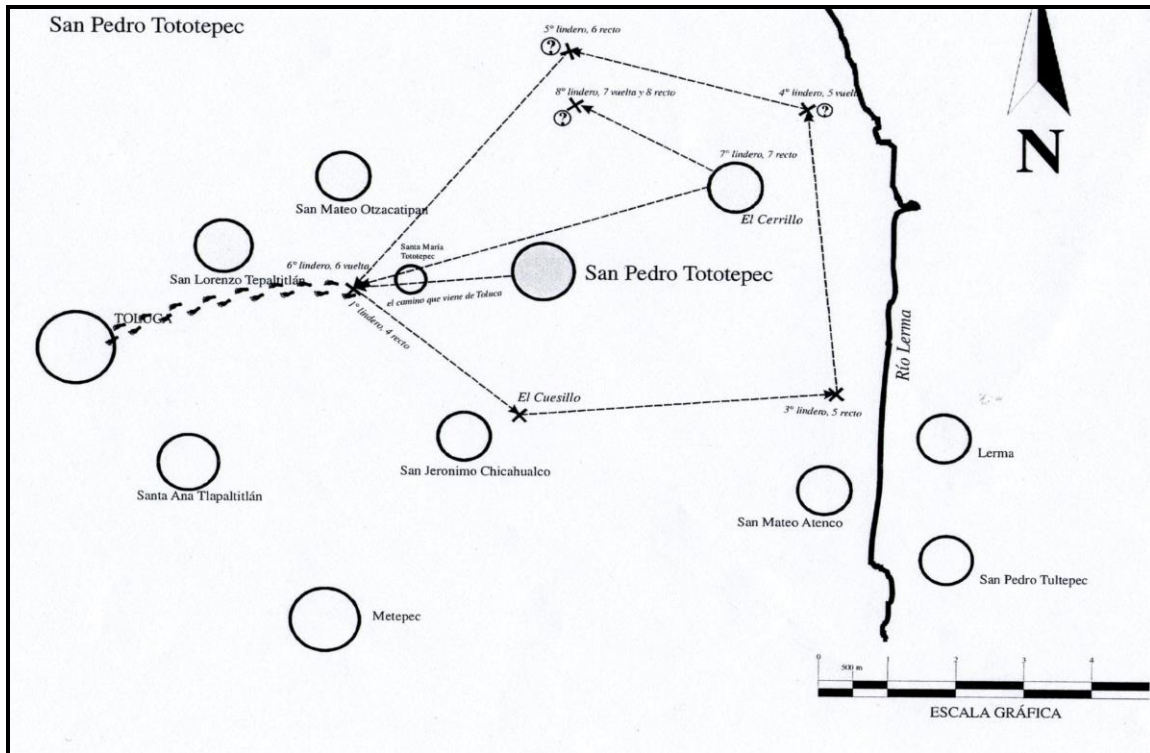 San Pedro Tototepec
5º lindero, 6 recto
?
8º lindero, 7 vuelta y 8 recto
?
4º lindero, 5 vuelta
?
N
7º lindero, 7 recto
El Cerrillo
San Mateo Otzacatipan
Santa María
Tototepec
San Pedro Tototepec
6º lindero, 6 vuelta
San Lorenzo Tepaltitlán
el camino que viene de Toluca
1º lindero, 4 recto
TOLUCA
Río Lerma
El Cuesillo
3º lindero, 5 recto
San Jeronimo Chicahualco
Lerma
Santa Ana Tlapaltitlán
San Mateo Atenco
San Pedro Tultepec
Metepec
0 1 2 3 4
500 m
ESCALA GRÁFICA